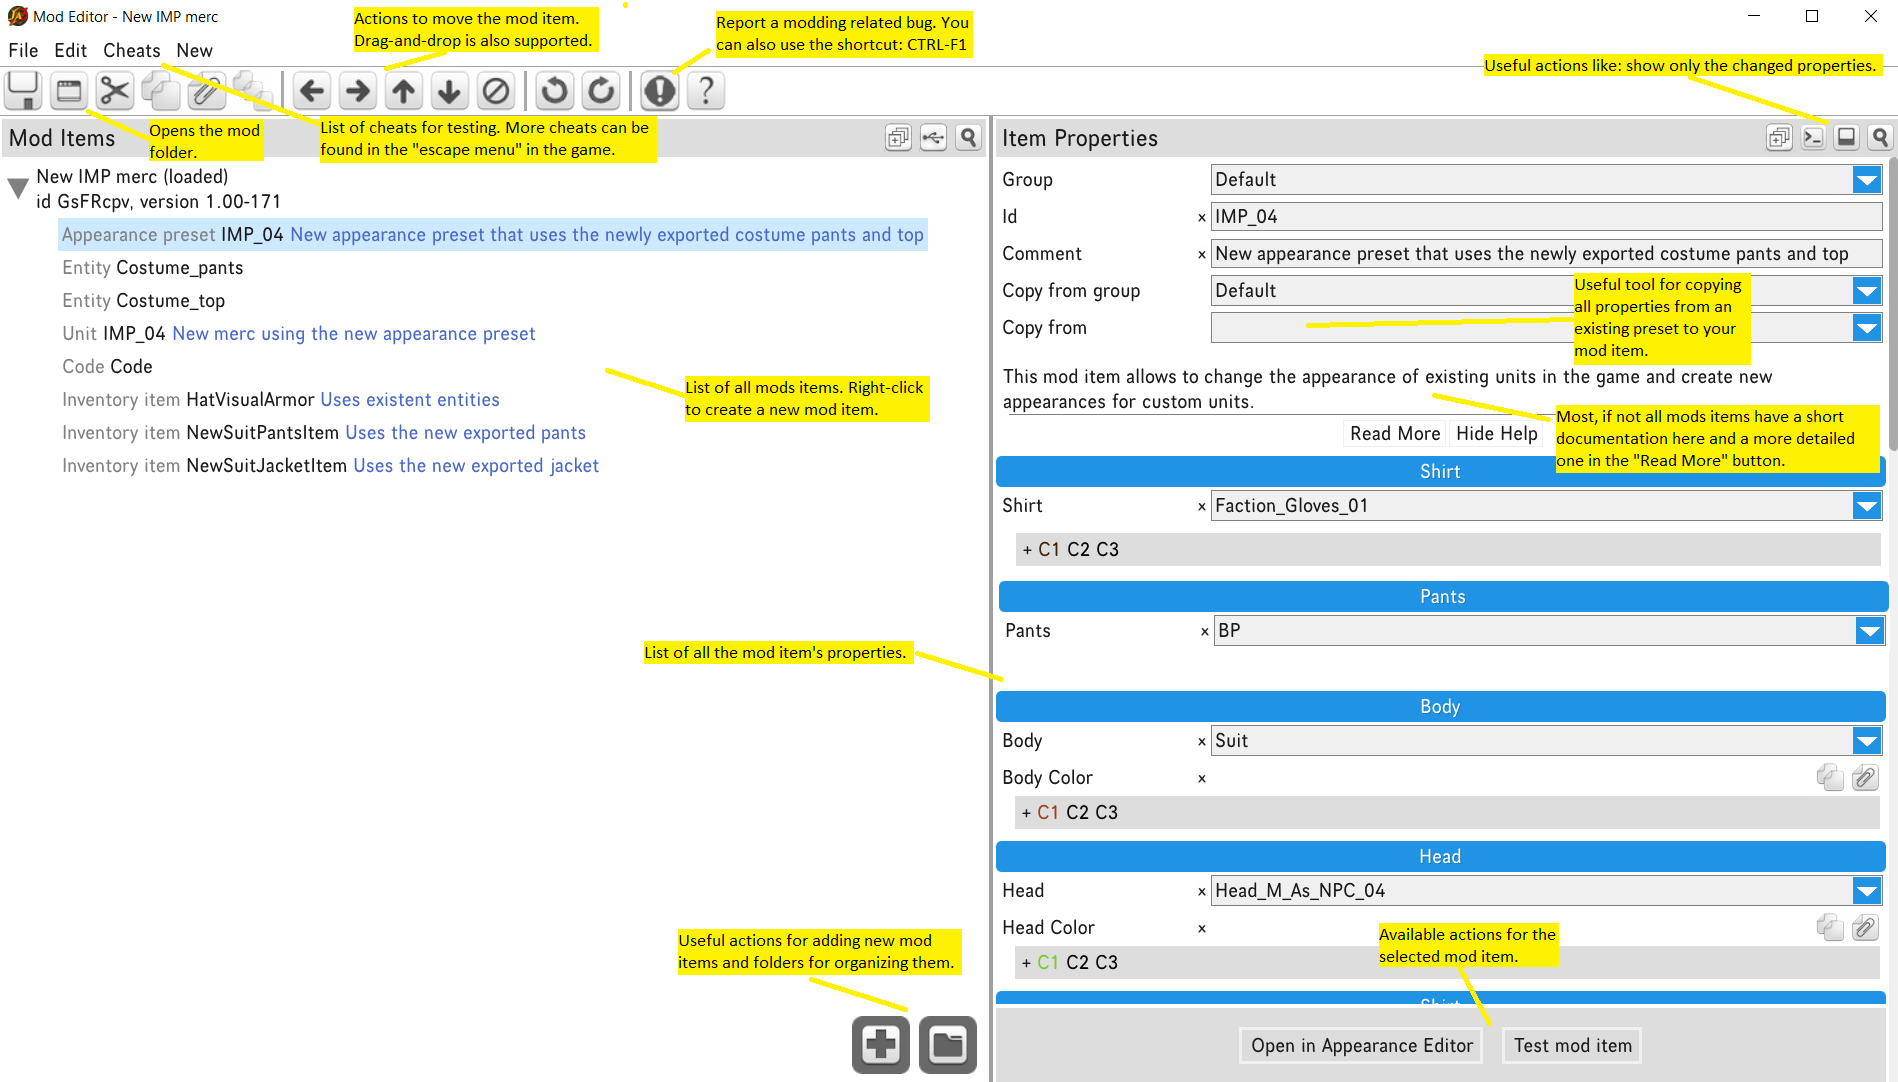 Mod Editor - New IMP merc
Actions to move the mod item.
Drag-and-drop is also supported.
Report a modding related bug. You
can also use the shortcut: CTRL-F1
File Edit Cheats New
Useful actions like: show only the changed properties.
?
Opens the mod
folder.
List of cheats for testing. More cheats can be
found in the "escape menu" in the game.
Mod Items
New IMP merc (loaded)
id GsFRcpv, version 1.00-171
Appearance preset IMP_04 New appearance preset that uses the newly exported costume pants and top
Entity Costume_pants
Entity Costume_top
Unit IMP_04 New merc using the new appearance preset
Code Code
Inventory item HatVisualArmor Uses existent entities
Inventory item NewSuitPantsItem Uses the new exported pants
Inventory item NewSuitJacketItem Uses the new exported jacket
List of all mods items. Right-click
to create a new mod item.
List of all the mod item's properties.
Useful actions for adding new mod
items and folders for organizing them.
Item Properties
Group Default
Id x IMP_04
Comment x New appearance preset that uses the newly exported costume pants and top
Copy from group Default
Copy from
Useful tool for copying
all properties from an
existing preset to your
mod item.
This mod item allows to change the appearance of existing units in the game and create new
appearances for custom units.
Read More Hide Help
Most, if not all mods items have a short
documentation here and a more detailed
one in the "Read More" button.
Shirt
Shirt x Faction_Gloves_01
+ C1 C2 C3
Pants
Pants x BP
Body
Body x Suit
Body Color x
+ C1 C2 C3
Head
Head x Head_M_As_NPC_04
Head Color x
+ C1 C2 C3
Available actions for the
selected mod item.
Shirt
Open in Appearance Editor Test mod item